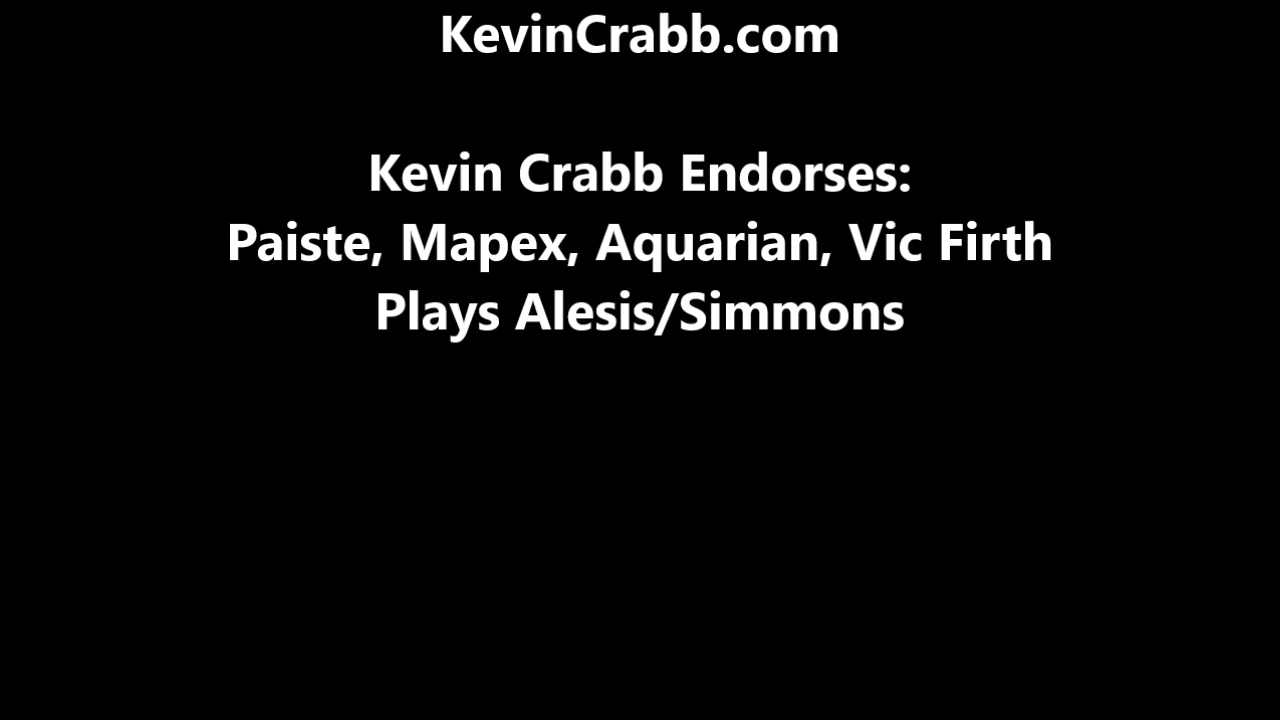 KevinCrabb.com
Kevin Crabb Endorses:
Paiste, Mapex, Aquarian, Vic Firth
Plays Alesis/Simmons